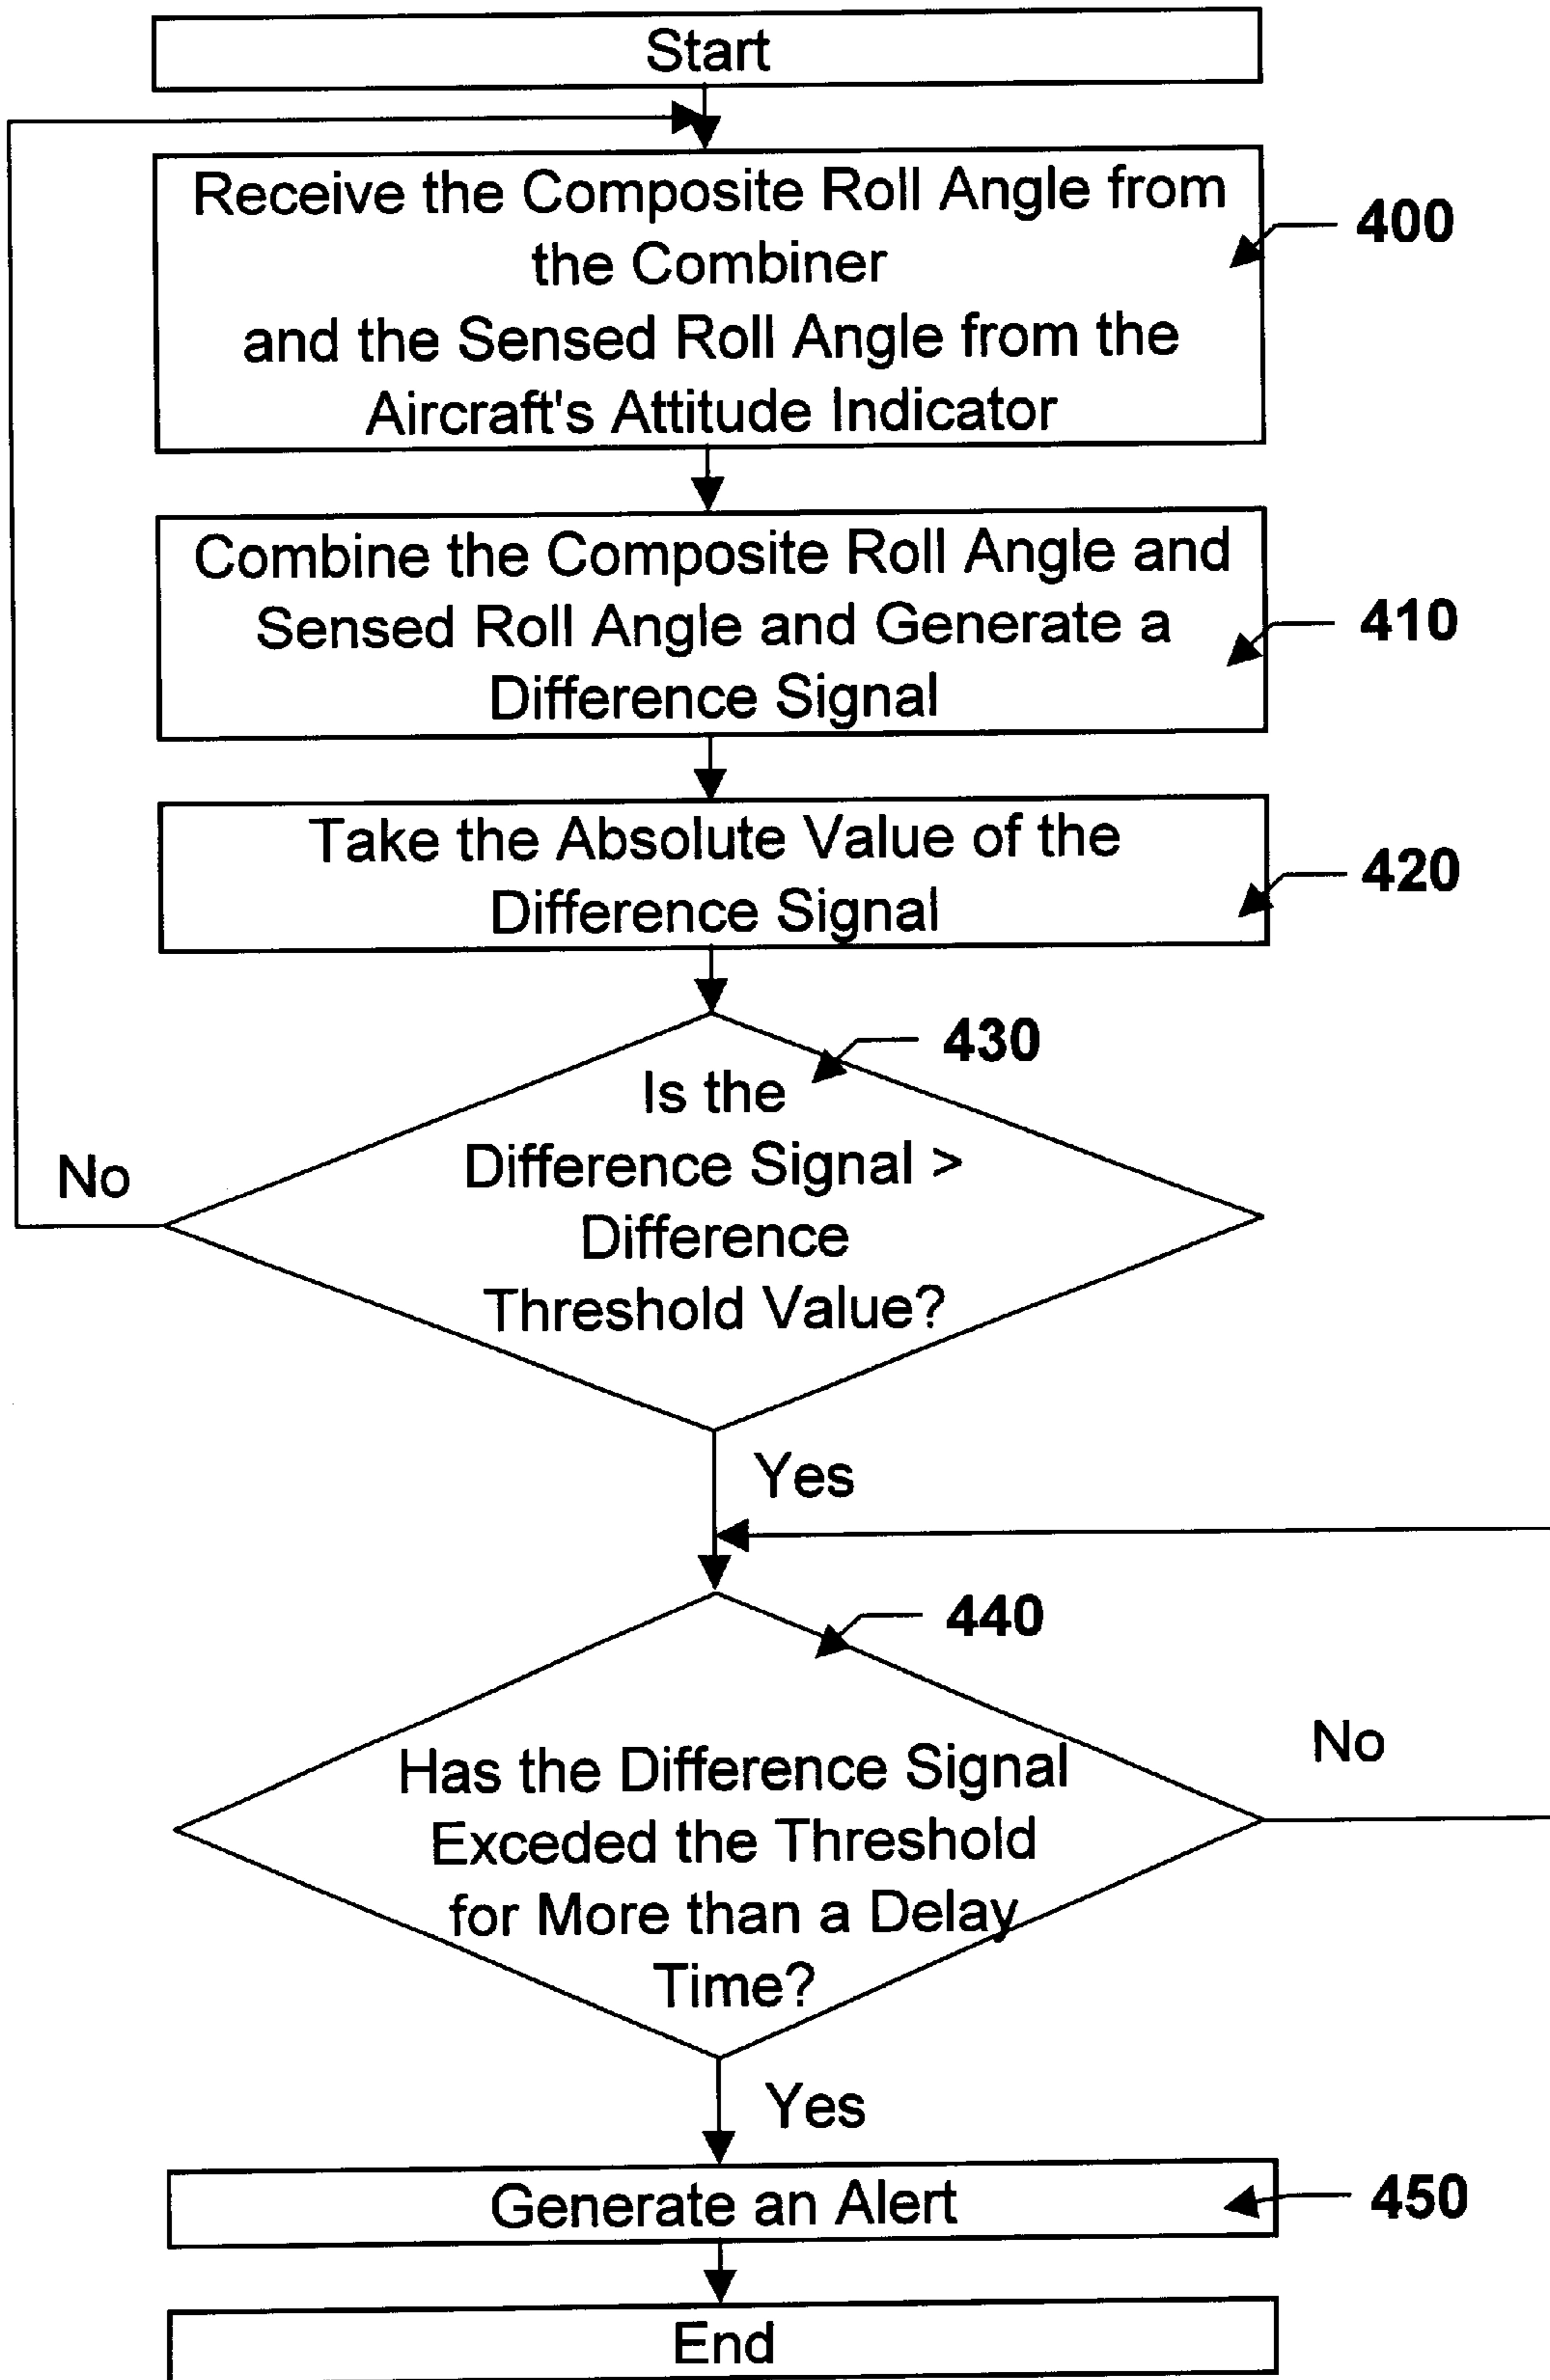 Start
Receive the Composite Roll Angle from
the Combiner
and the Sensed Roll Angle from the
Aircraft's Attitude Indicator
400
Combine the Composite Roll Angle and
Sensed Roll Angle and Generate a
Difference Signal
410
Take the Absolute Value of the
Difference Signal
420
430
Is the
Difference Signal >
Difference
Threshold Value?
No
Yes
440
Has the Difference Signal
Exceded the Threshold
for More than a Delay
Time?
No
Yes
Generate an Alert
450
End